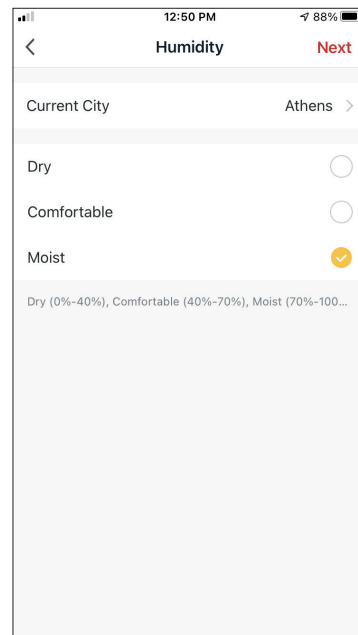 12:50 PM 88%
Humidity Next
Current City Athens
Dry
Comfortable
Moist
Dry (0%-40%), Comfortable (40%-70%), Moist (70%-100...